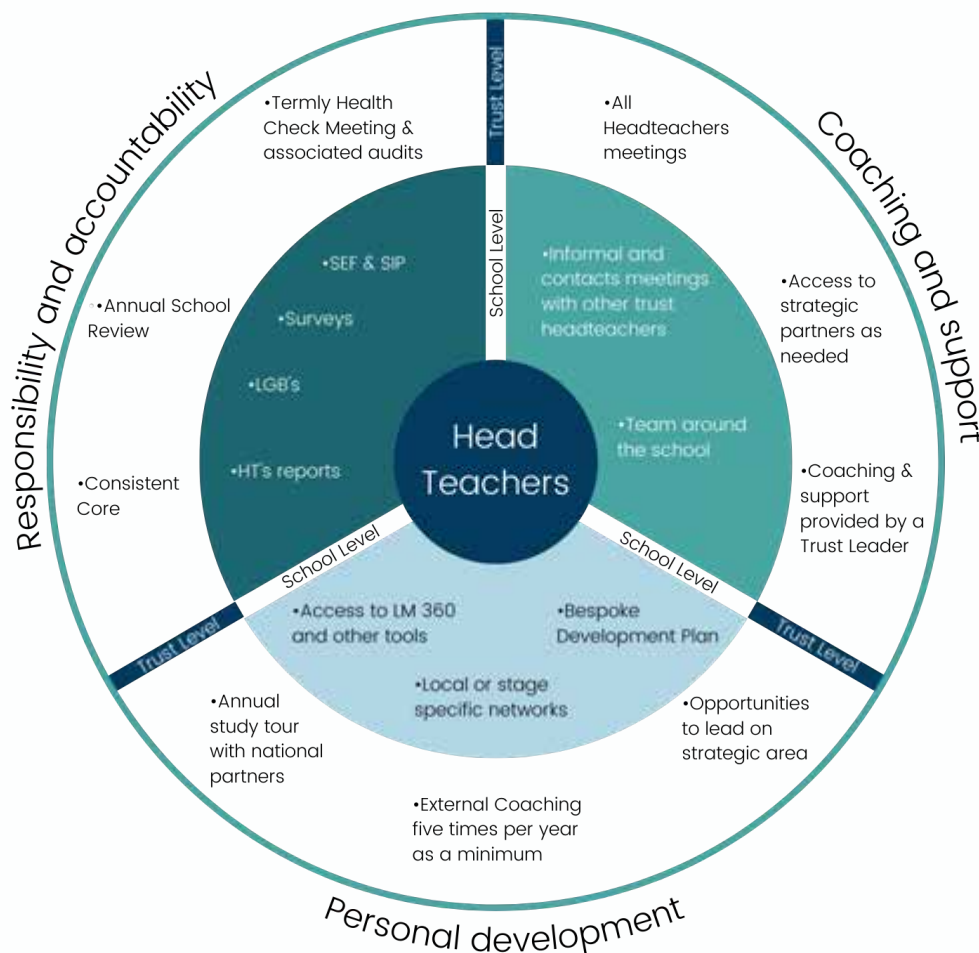 Responsibility and accountability
Trust Level
•Termly Health
Check Meeting &
associated audits
•Annual School
Review
•Consistent
Core
School Level
•SEF & SIP
•Surveys
•LGB's
•HT's reports
Coaching and support
•All
Headteachers
meetings
•Access to
strategic
partners as
needed
•Coaching &
support
provided by a
Trust Leader
•Informal and
contacts meetings
with other trust
headteachers
•Team around
the school
Head
Teachers
School Level
School Level
Trust Level
Trust Level
•Access to LM 360
and other tools
•Bespoke
Development Plan
•Local or stage
specific networks
•Annual
study tour
with national
partners
•Opportunities
to lead on
strategic area
•External Coaching
five times per year
as a minimum
Personal development